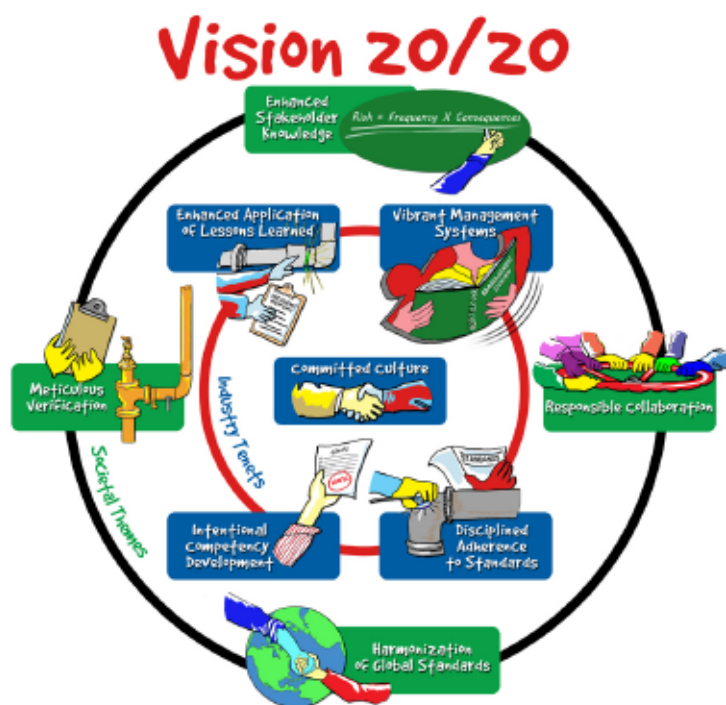 Vision 20/20
Enhanced
Stakeholder
Knowledge
Risk = Frequency X Consequences
Enhanced Application
of Lessons Learned
Vibrant Management
Systems
Committed Culture
Meticulous
Verification
Responsible Collaboration
Industry Tenets
Societal Themes
Intentional
Competency
Development
STANDARDS
Disciplined
Adherence
to Standards
Harmonization
of Global Standards